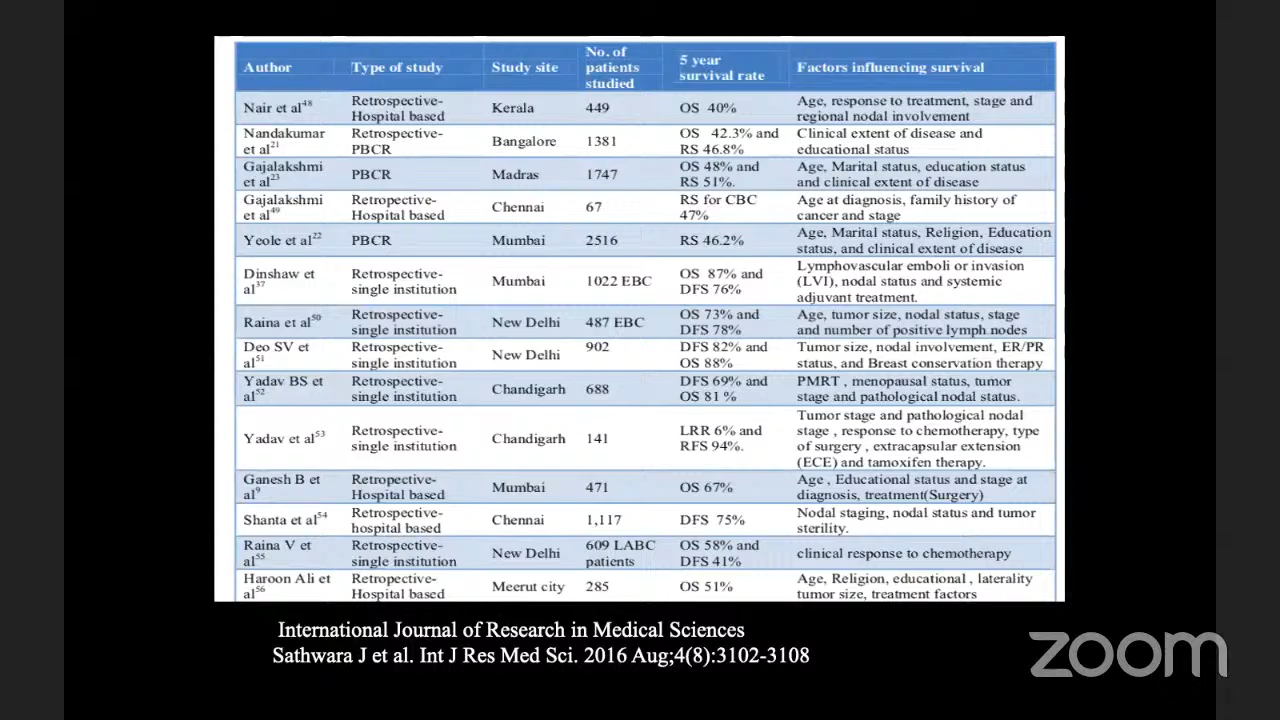 Author Type of study Study site No. of patients studied 5 year survival rate Factors influencing survival
Nair et al48 Retrospective- Hospital based Kerala 449 OS 40% Age, response to treatment, stage and regional nodal involvement
Nandakumar et al21 Retrospective- PBCR Bangalore 1381 OS 42.3% and RS 46.8% Clinical extent of disease and educational status
Gajalakshmi et al23 PBCR Madras 1747 OS 48% and RS 51%. Age, Marital status, education status and clinical extent of disease
Gajalakshmi et al49 Retropective- Hospital based Chennai 67 RS for CBC 47% Age at diagnosis, family history of cancer and stage
Yeole et al22 PBCR Mumbai 2516 RS 46.2% Age, Marital status, Religion, Education status, and clinical extent of disease
Dinshaw et al37 Retrospective- single institution Mumbai 1022 EBC OS 87% and DFS 76% Lymphovascular emboli or invasion (LVI), nodal status and systemic adjuvant treatment.
Raina et al50 Retrospective- single institution New Delhi 487 EBC OS 73% and DFS 78% Age, tumor size, nodal status, stage and number of positive lymph nodes
Deo SV et al51 Retrospective- single institution New Delhi 902 DFS 82% and OS 88% Tumor size, nodal involvement, ER/PR status, and Breast conservation therapy
Yadav BS et al52 Retrospective- single institution Chandigarh 688 DFS 69% and OS 81 % PMRT , menopausal status, tumor stage and pathological nodal status.
Yadav et al53 Retrospective- single institution Chandigarh 141 LRR 6% and RFS 94%. Tumor stage and pathological nodal stage , response to chemotherapy, type of surgery , extracapsular extension (ECE) and tamoxifen therapy.
Ganesh B et al9 Retropective- Hospital based Mumbai 471 OS 67% Age , Educational status and stage at diagnosis, treatment(Surgery)
Shanta et al54 Retrospective- hospital based Chennai 1,117 DFS 75% Nodal staging, nodal status and tumor sterility.
Raina V et al55 Retrospective- single institution New Delhi 609 LABC patients OS 58% and DFS 41% clinical response to chemotherapy
Haroon Ali et al56 Retropective- Hospital based Meerut city 285 OS 51% Age, Religion, educational , laterality tumor size, treatment factors
International Journal of Research in Medical Sciences
Sathwara J et al. Int J Res Med Sci. 2016 Aug;4(8):3102-3108
zoom